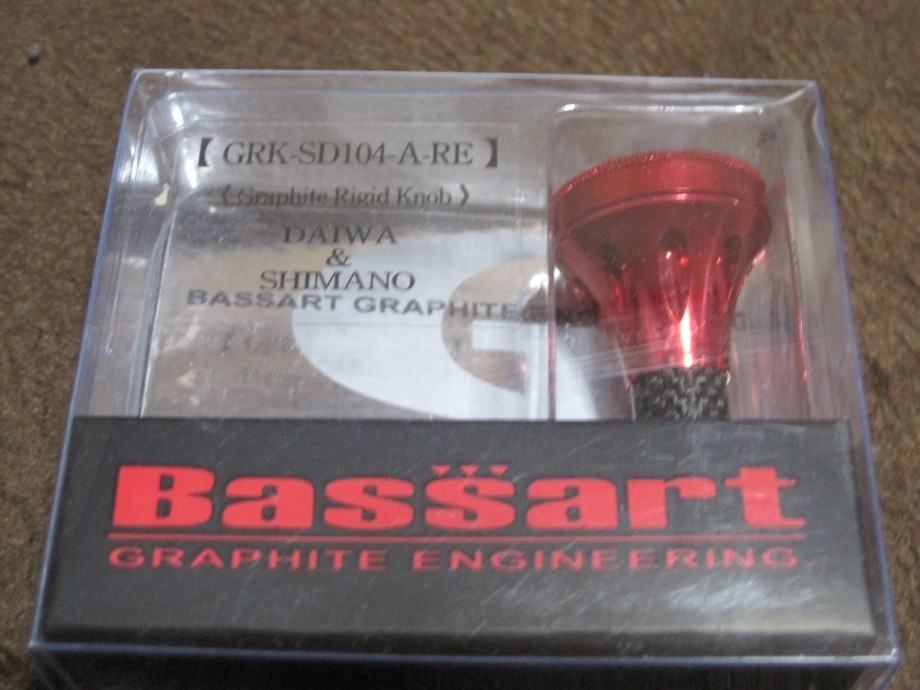 【 GRK-SD104-A-RE 】
《 Graphite Rigid Knob 》
DAIWA
&
SHIMANO
BASSART GRAPHITE
Bassart
GRAPHITE ENGINEERING.